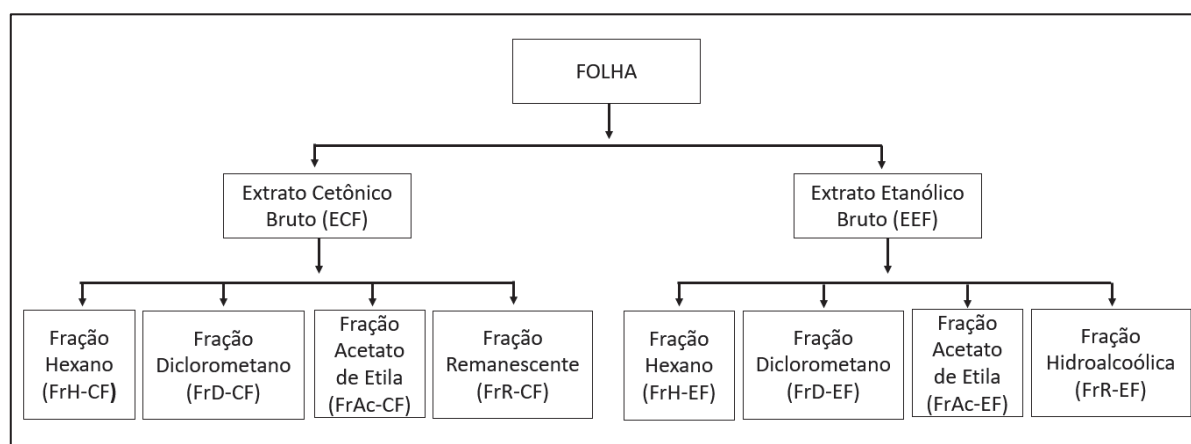 FOLHA
Extrato Cetônico
Bruto (ECF)
Extrato Etanólico
Bruto (EEF)
Fração
Hexano
(FrH-CF)
Fração
Diclorometano
(FrD-CF)
Fração
Acetato
de Etila
(FrAc-CF)
Fração
Remanescente
(FrR-CF)
Fração
Hexano
(FrH-EF)
Fração
Diclorometano
(FrD-EF)
Fração
Acetato
de Etila
(FrAc-EF)
Fração
Hidroalcoólica
(FrR-EF)